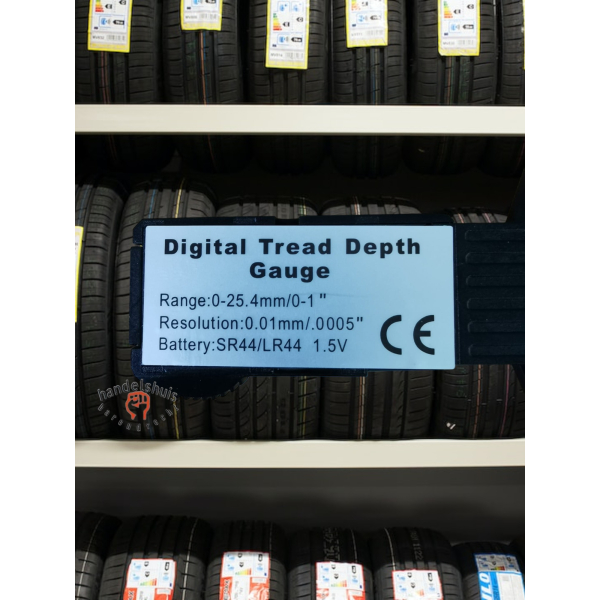 Digital Tread Depth
Gauge
Range:0-25.4mm/0-1"
Resolution:0.01mm/.0005"
Battery:SR44/LR44 1.5V
CE
handelshuis